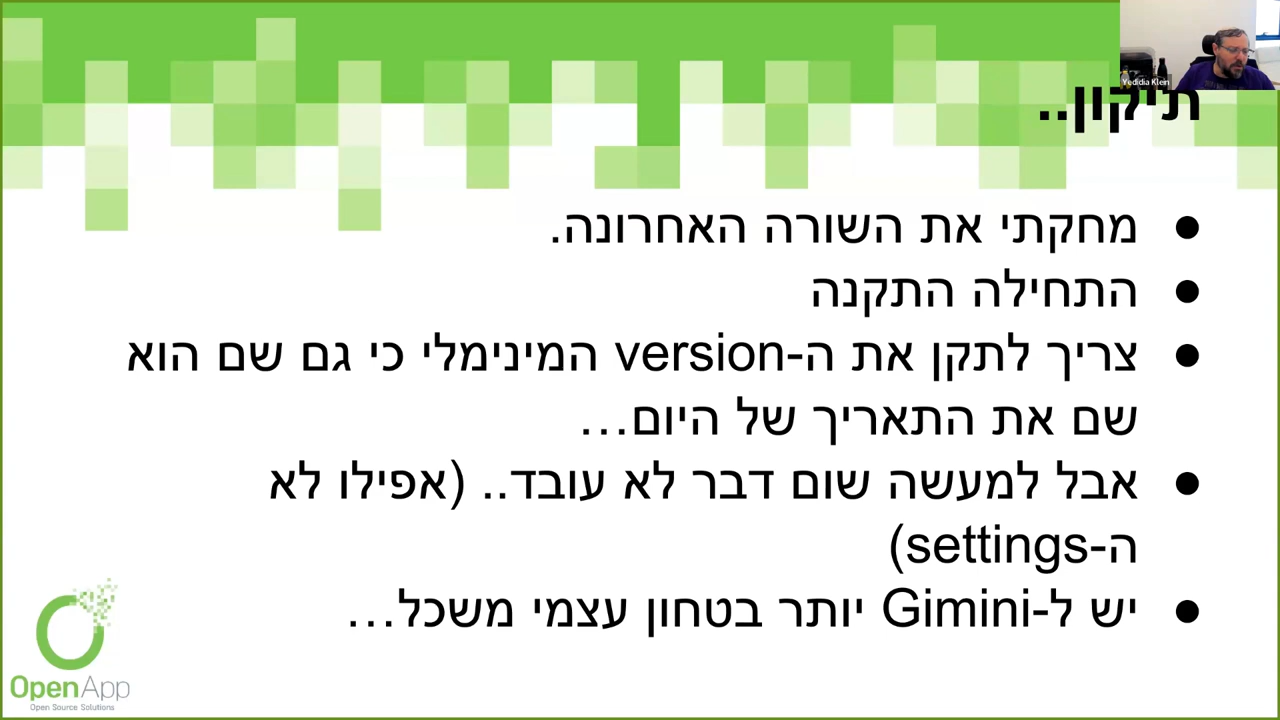 Yedidia Klein
תיקון..
● מחקתי את השורה האחרונה.
● התחילה התקנה
● צריך לתקן את ה-version המינימלי כי גם שם הוא
שם את התאריך של היום...
● אבל למעשה שום דבר לא עובד.. (אפילו לא
ה-settings)
● יש ל-Gimini יותר בטחון עצמי משכל...
OpenApp
Open Source Solutions